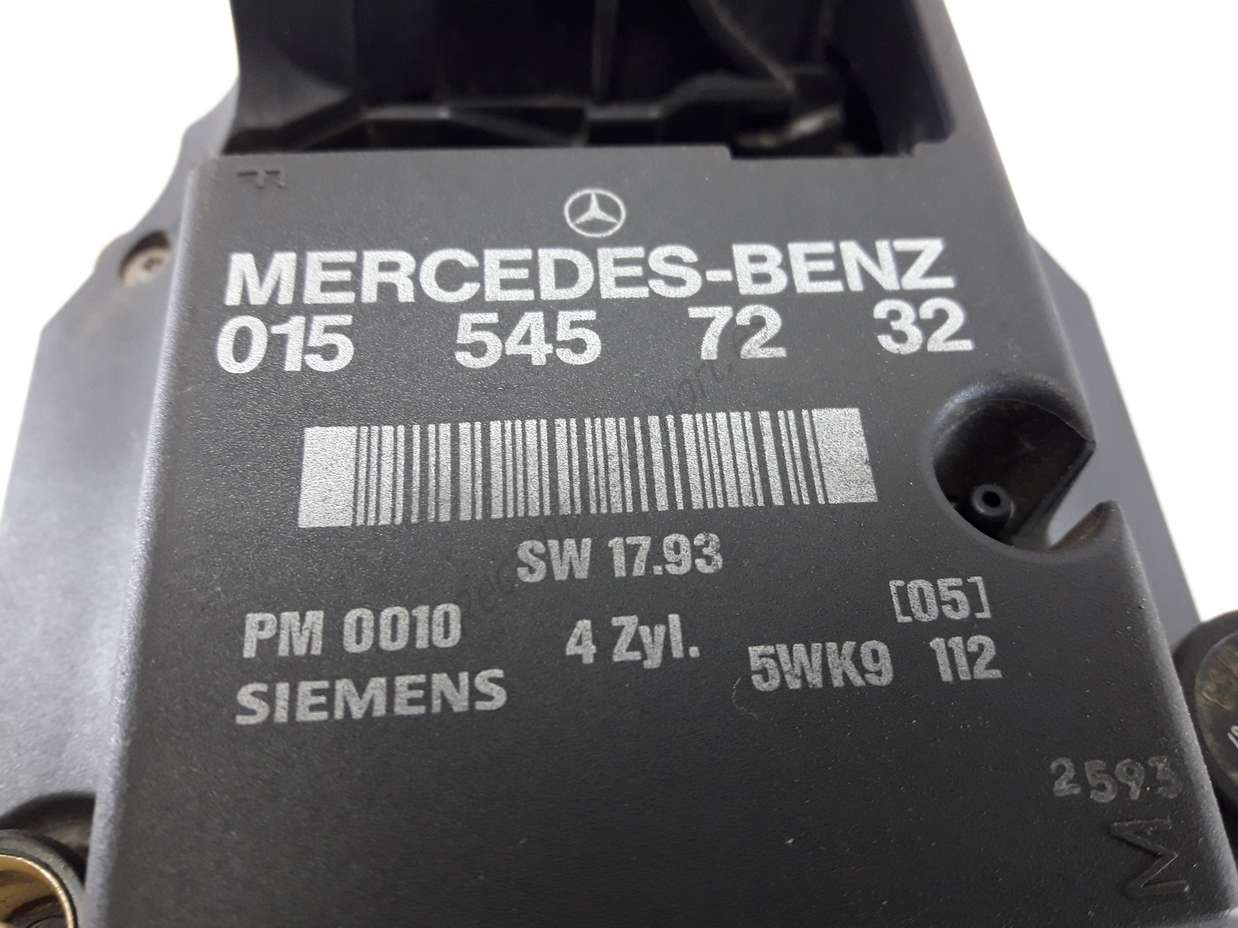 F
MERCEDES-BENZ
015 545 72 32
SW 17.93
[05]
PM 0010 4 Zyl. 5WK9 112
SIEMENS
2593
M